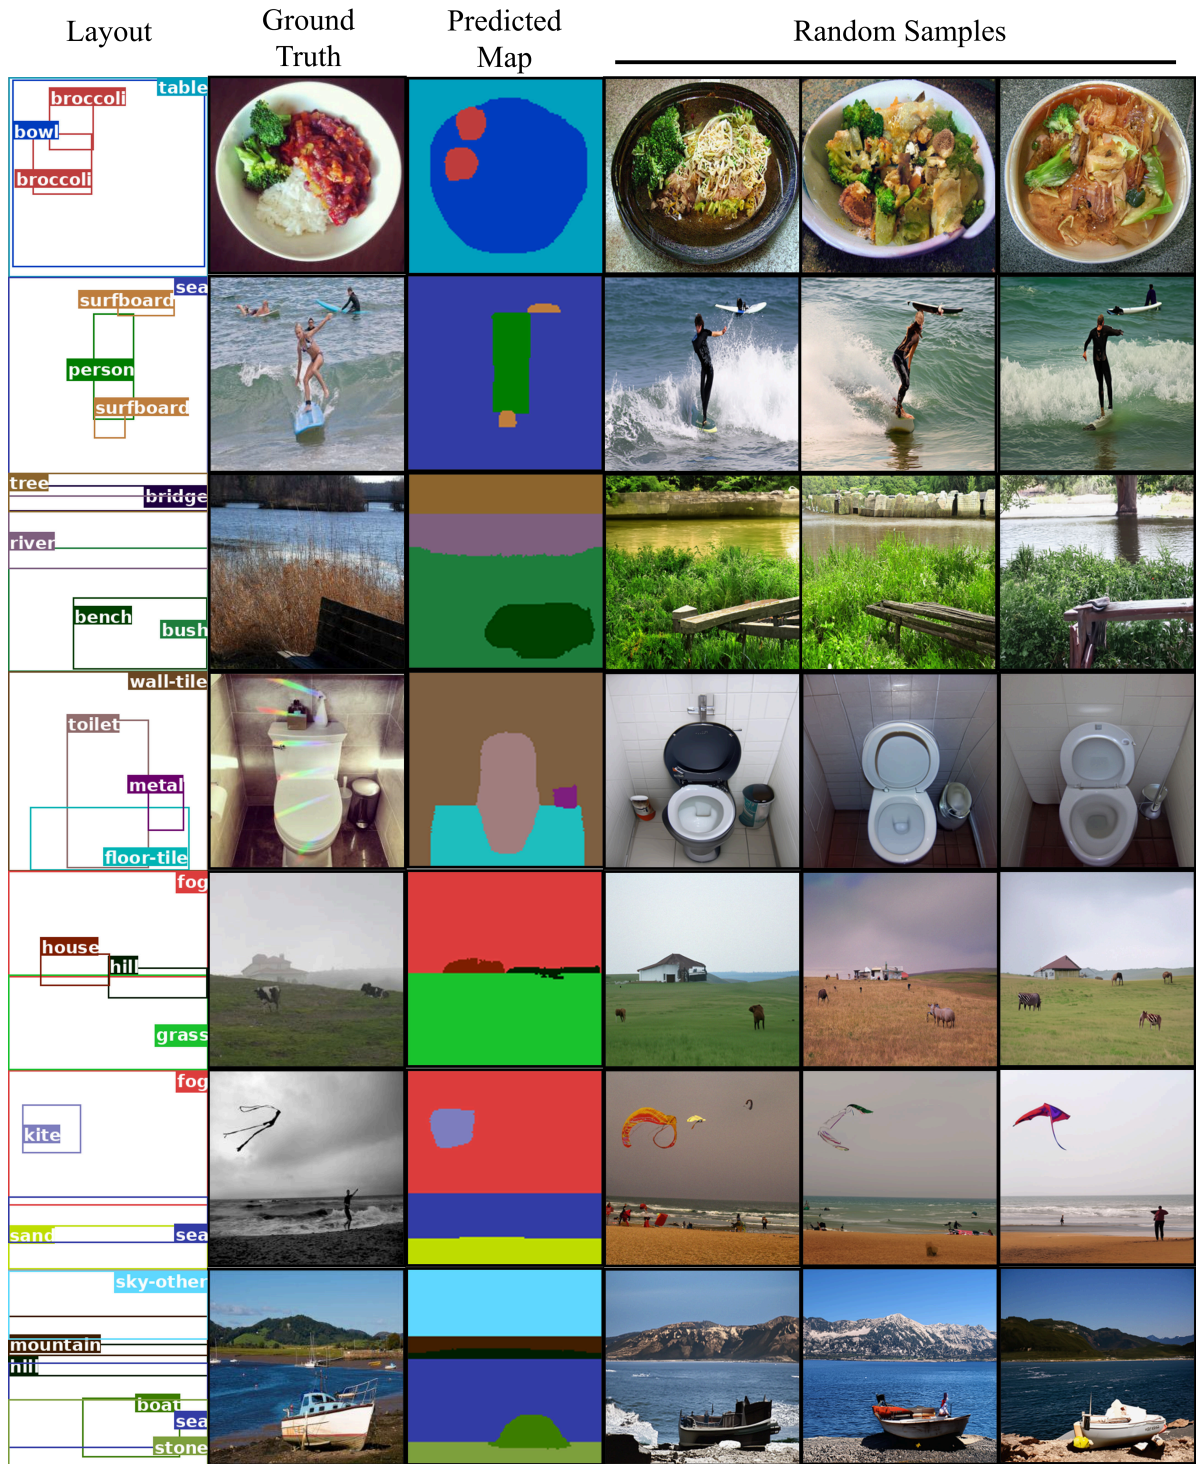 Layout
Ground
Truth
Predicted
Map
Random Samples
table
broccoli
bowl
broccoli
sea
surfboard
person
surfboard
tree
bridge
river
bench
bush
wall-tile
toilet
metal
floor-tile
fog
house
hill
grass
fog
kite
sand
sea
sky-other
mountain
hill
boat
sea
stone